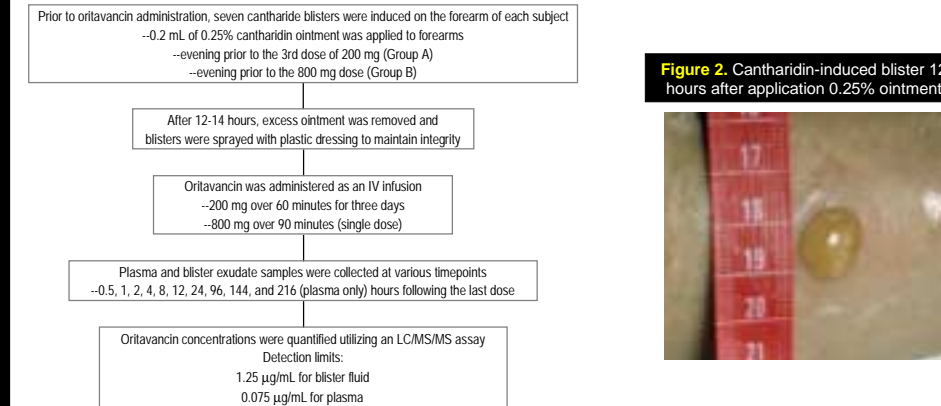 Prior to oritavancin administration, seven cantharide blisters were induced on the forearm of each subject
--0.2 mL of 0.25% cantharidin ointment was applied to forearms
--evening prior to the 3rd dose of 200 mg (Group A)
--evening prior to the 800 mg dose (Group B)
After 12-14 hours, excess ointment was removed and
blisters were sprayed with plastic dressing to maintain integrity
Oritavancin was administered as an IV infusion
--200 mg over 60 minutes for three days
--800 mg over 90 minutes (single dose)
Plasma and blister exudate samples were collected at various timepoints
--0.5, 1, 2, 4, 8, 12, 24, 96, 144, and 216 (plasma only) hours following the last dose
Oritavancin concentrations were quantified utilizing an LC/MS/MS assay
Detection limits:
1.25 µg/mL for blister fluid
0.075 µg/mL for plasma
Figure 2. Cantharidin-induced blister 12
hours after application 0.25% ointment
17
18
19
20
21